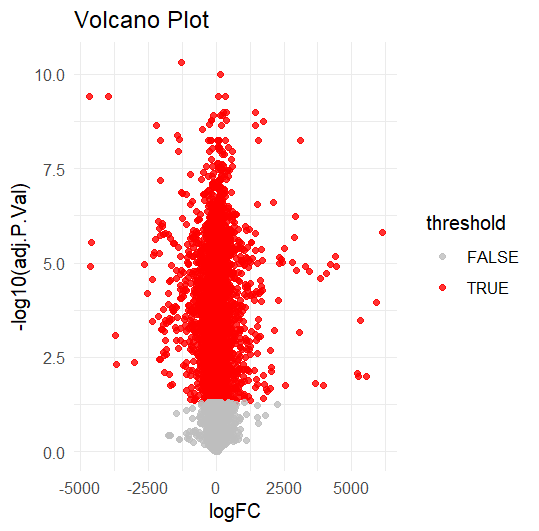 Volcano Plot
-log10(adj.P.Val)
10.0
7.5
5.0
2.5
0.0
-5000 -2500 0 2500 5000
logFC
threshold
FALSE
TRUE